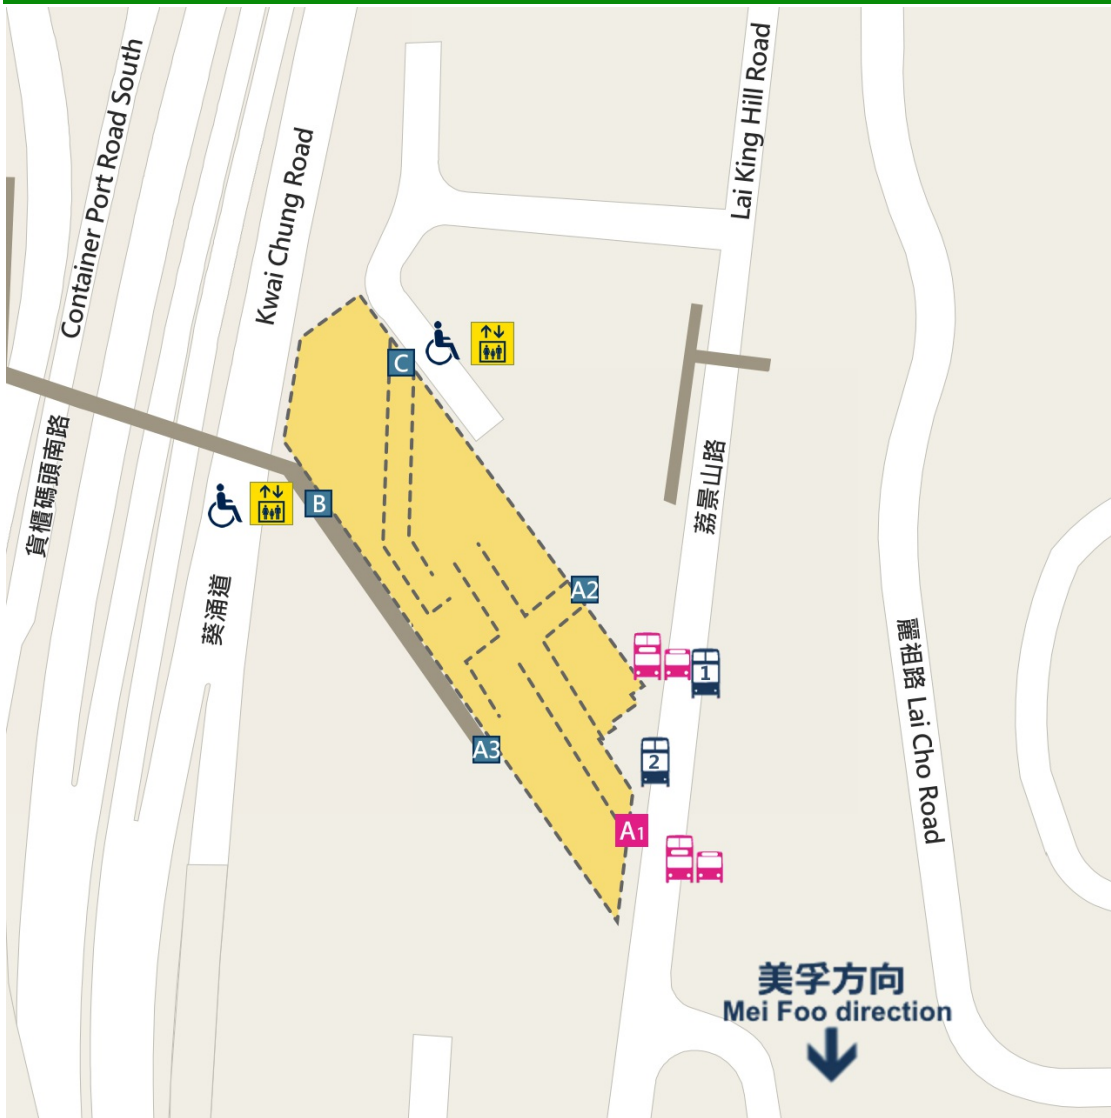 Container Port Road South
Kwai Chung Road
Lai King Hill Road
C
B
貨櫃碼頭南路
葵涌道
荔景山路
A2
1
麗祖路 Lai Cho Road
A3
2
A1
美孚方向
Mei Foo direction